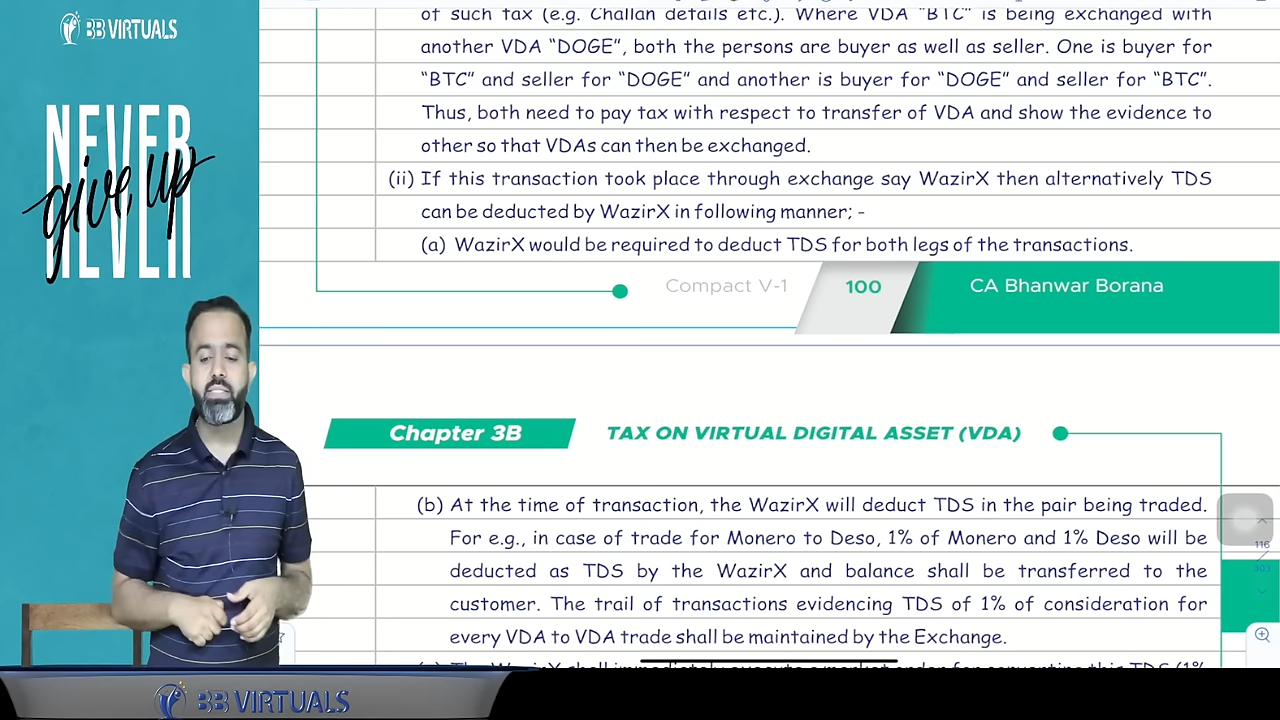 BB VIRTUALS
NEVER
give up
NEVER
of such tax (e.g. Challan details etc.). Where VDA "BTC" is being exchanged with
another VDA "DOGE", both the persons are buyer as well as seller. One is buyer for
"BTC" and seller for "DOGE" and another is buyer for "DOGE" and seller for "BTC".
Thus, both need to pay tax with respect to transfer of VDA and show the evidence to
other so that VDAs can then be exchanged.
(ii) If this transaction took place through exchange say WazirX then alternatively TDS
can be deducted by WazirX in following manner; -
(a) WazirX would be required to deduct TDS for both legs of the transactions.
Compact V-1 100 CA Bhanwar Borana
Chapter 3B TAX ON VIRTUAL DIGITAL ASSET (VDA)
(b) At the time of transaction, the WazirX will deduct TDS in the pair being traded.
For e.g., in case of trade for Monero to Deso, 1% of Monero and 1% Deso will be
deducted as TDS by the WazirX and balance shall be transferred to the
customer. The trail of transactions evidencing TDS of 1% of consideration for
every VDA to VDA trade shall be maintained by the Exchange.
116
303
BB VIRTUALS